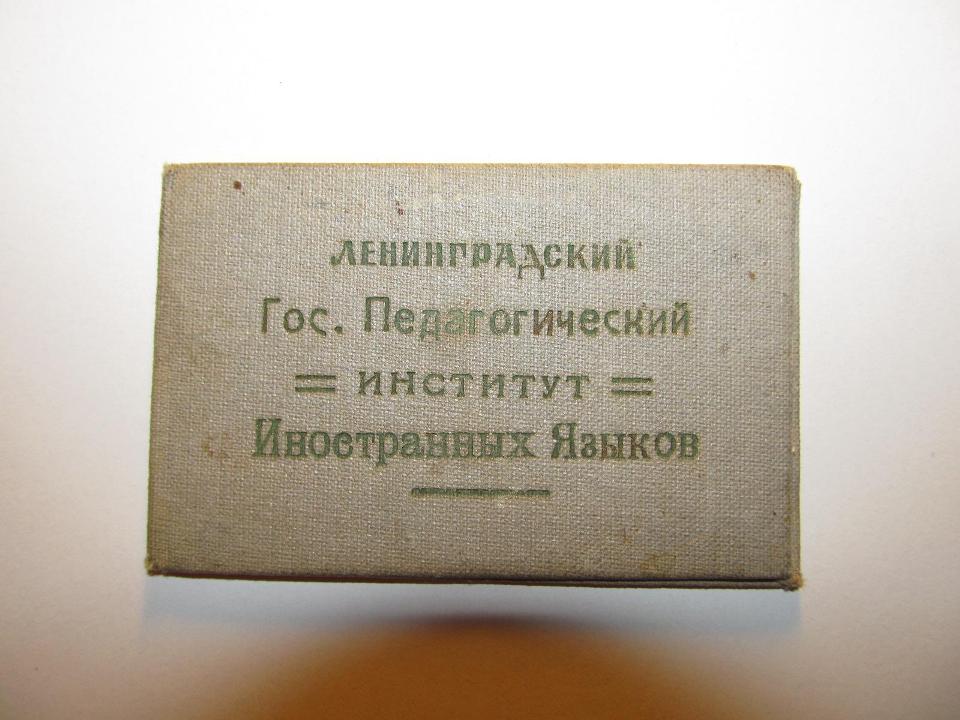 ЛЕНИНГРАДСКИЙ
Гос. Педагогический
= ИНСТИТУТ =
Иностранных Языков